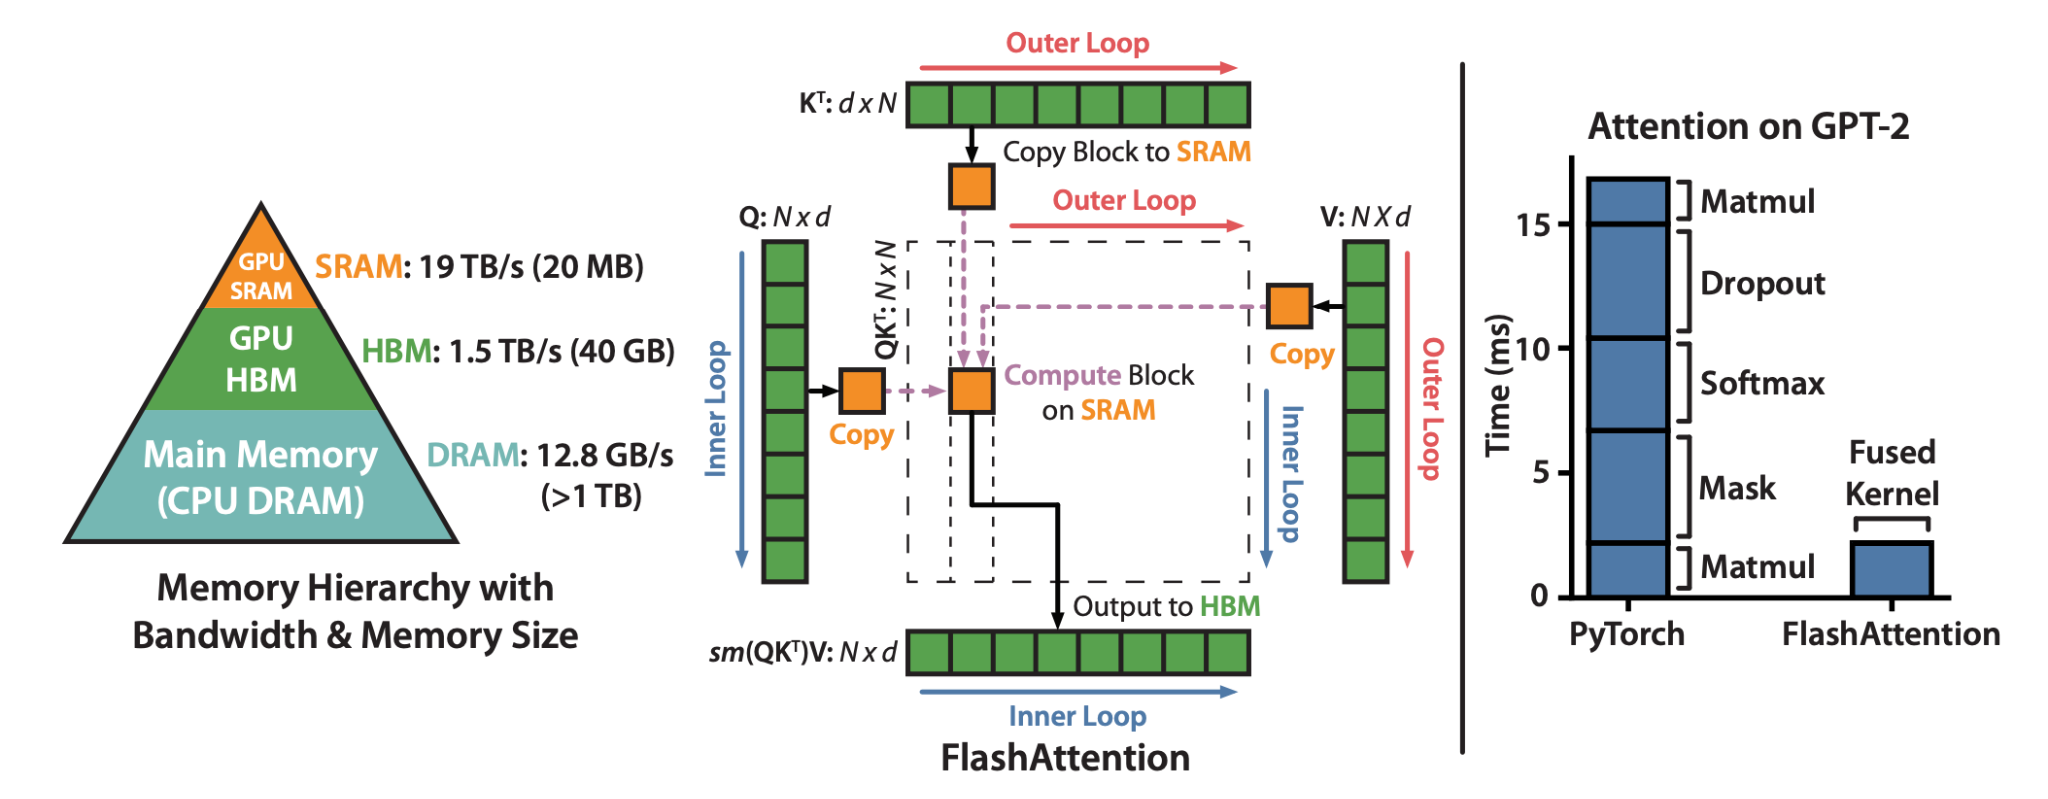 GPU
SRAM
SRAM: 19 TB/s (20 MB)
GPU
HBM
HBM: 1.5 TB/s (40 GB)
Main Memory
(CPU DRAM)
DRAM: 12.8 GB/s
(>1 TB)
Memory Hierarchy with
Bandwidth & Memory Size
Outer Loop
Kᵀ: d x N
Copy Block to SRAM
Outer Loop
Q: N x d
V: N X d
QKᵀ: N x N
Inner Loop
Copy
Compute Block
on SRAM
Copy
Inner Loop
Outer Loop
Output to HBM
sm(QKᵀ)V: N x d
Inner Loop
FlashAttention
Attention on GPT-2
Time (ms)
15
10
5
0
Matmul
Dropout
Softmax
Mask
Matmul
Fused
Kernel
PyTorch
FlashAttention